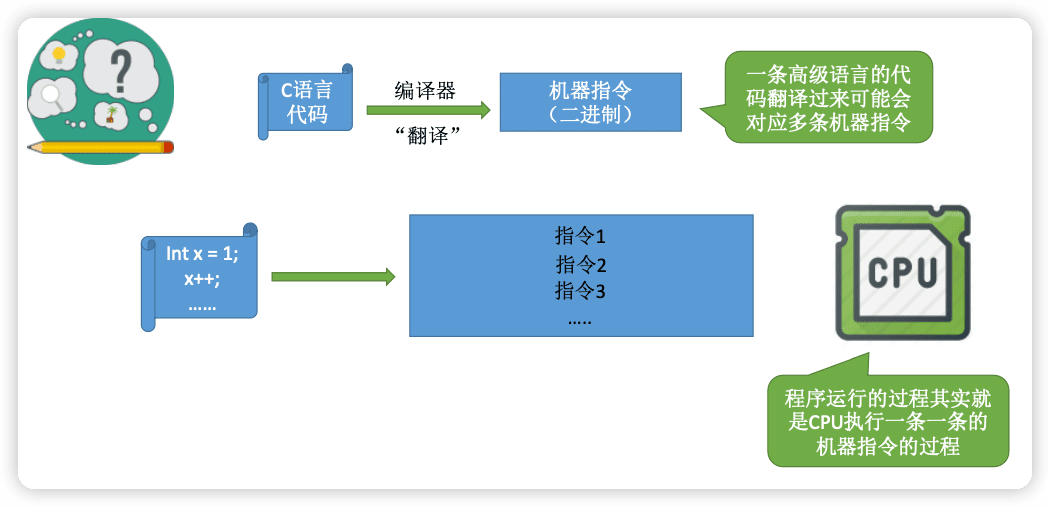 ?
C语言
代码
编译器
“翻译”
机器指令
（二进制）
一条高级语言的代
码翻译过来可能会
对应多条机器指令
Int x = 1;
x++;
……
指令1
指令2
指令3
…..
CPU
程序运行的过程其实就
是CPU执行一条一条的
机器指令的过程